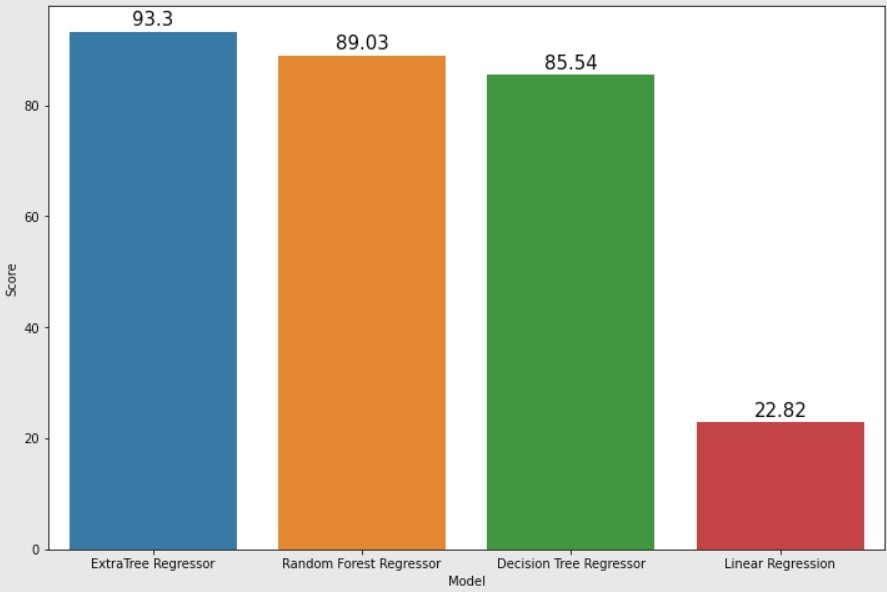 93.3
89.03
85.54
22.82
80
60
40
20
0
Score
ExtraTree Regressor
Random Forest Regressor
Decision Tree Regressor
Linear Regression
Model